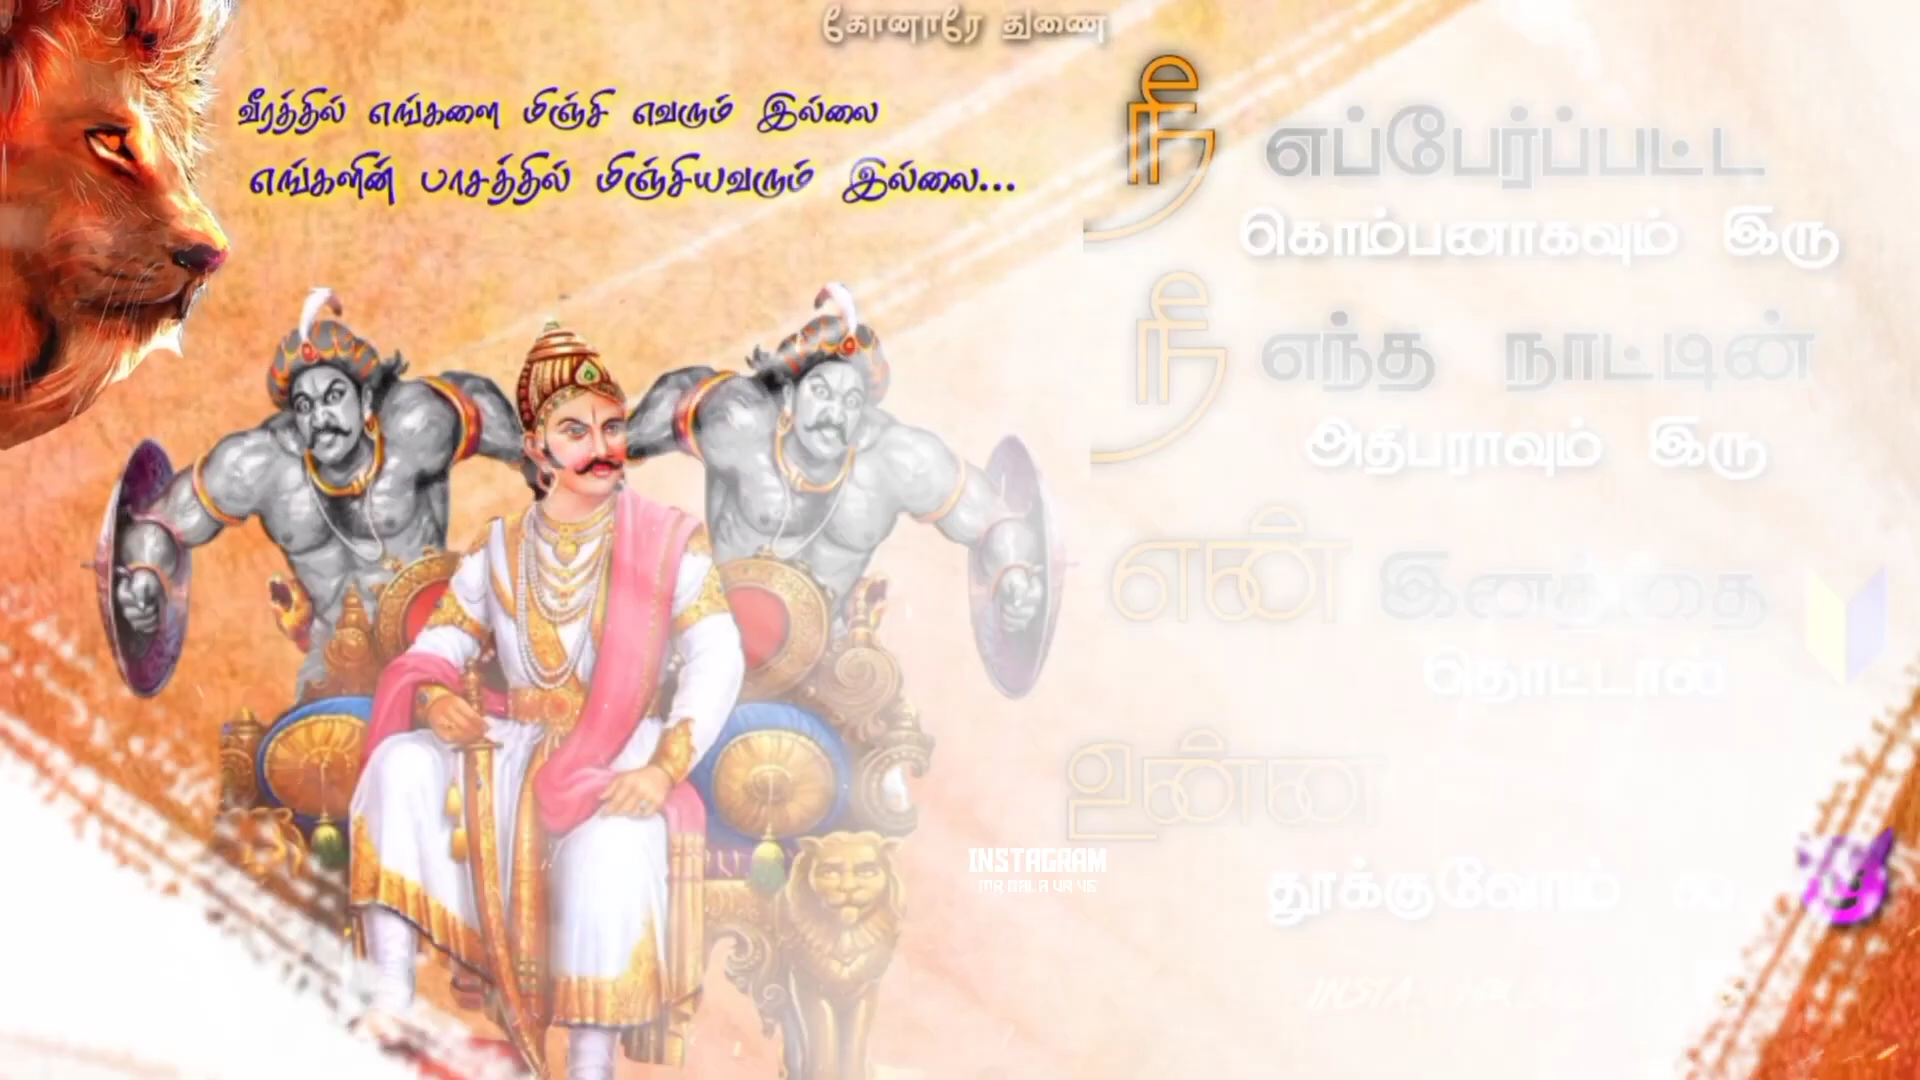 கோனாரே துணை
வீரத்தில் எங்களை மிஞ்சி எவரும் இல்லை
எங்களின் பாசத்தில் மிஞ்சியவரும் இல்லை...
நீ எப்பேர்ப்பட்ட
கொம்பனாகவும் இரு
நீ எந்த நாட்டின்
அதிபராவும் இரு
என் இனத்தை
தொட்டால்
உன்ன
தூக்குவோம்
INSTAGRAM
INSTA